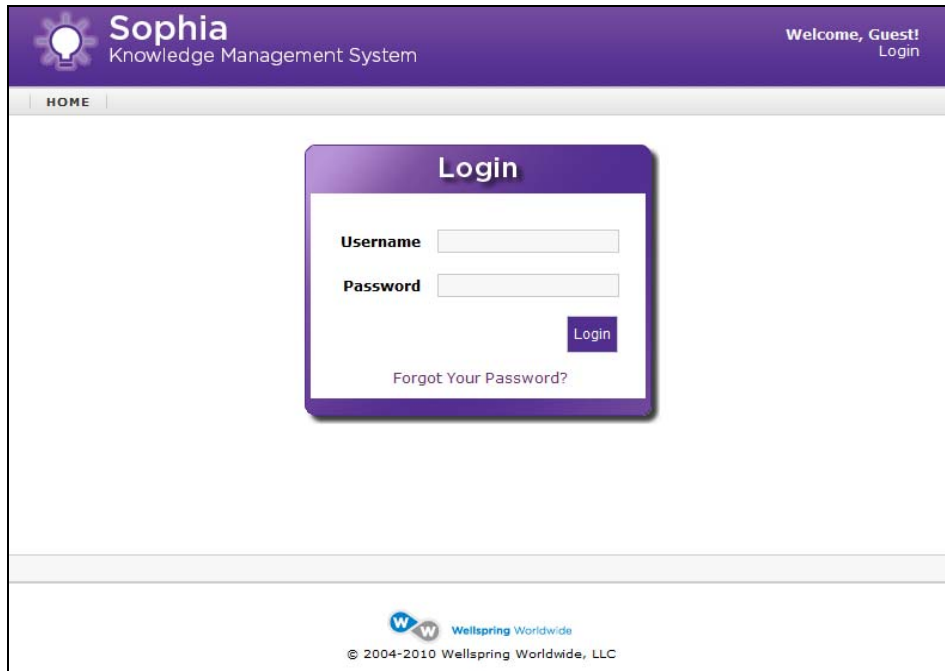 Sophia
Knowledge Management System
Welcome, Guest!
Login
HOME
Login
Username
Password
Login
Forgot Your Password?
W W Wellspring Worldwide
© 2004-2010 Wellspring Worldwide, LLC